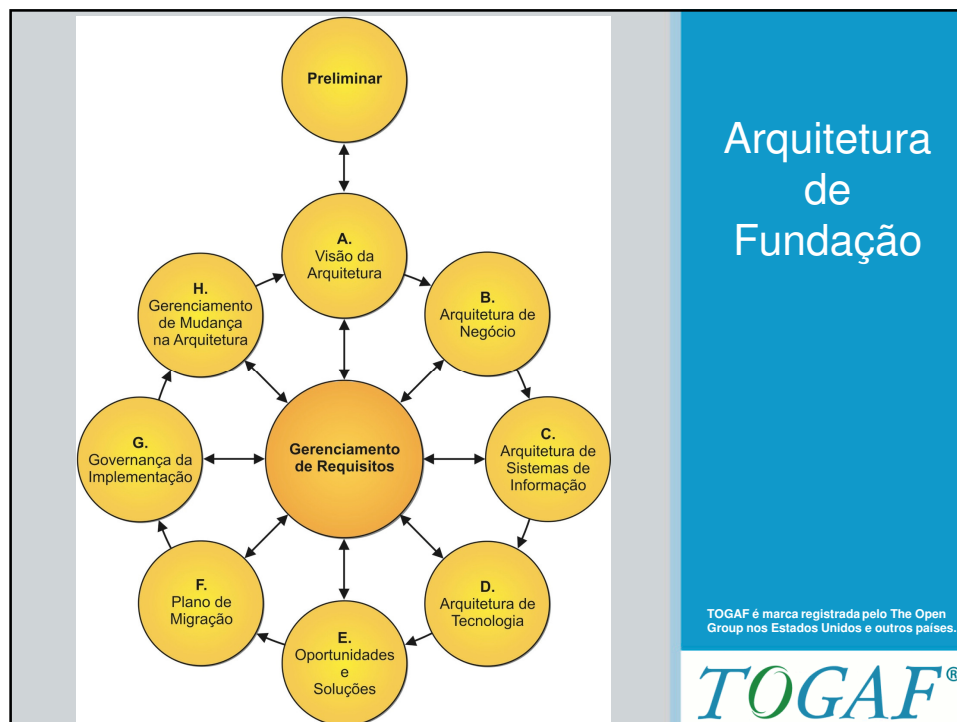 Preliminar
A.
Visão da
Arquitetura
B.
Arquitetura de
Negócio
C.
Arquitetura de
Sistemas de
Informação
D.
Arquitetura de
Tecnologia
E.
Oportunidades
e
Soluções
F.
Plano de
Migração
G.
Governança da
Implementação
H.
Gerenciamento
de Mudança
na Arquitetura
Gerenciamento
de Requisitos
Arquitetura
de
Fundação
TOGAF é marca registrada pelo The Open
Group nos Estados Unidos e outros países.
TOGAF®